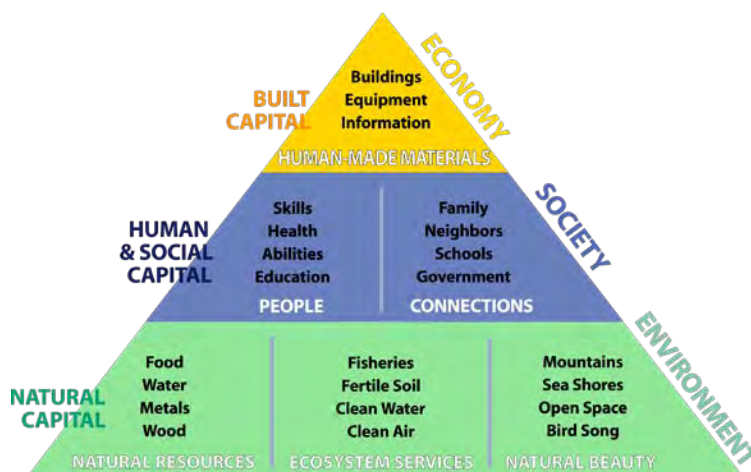 ECONOMY
BUILT
CAPITAL
Buildings
Equipment
Information
HUMAN-MADE MATERIALS
SOCIETY
HUMAN
& SOCIAL
CAPITAL
Skills
Health
Abilities
Education
PEOPLE
Family
Neighbors
Schools
Government
CONNECTIONS
ENVIRONMENT
NATURAL
CAPITAL
Food
Water
Metals
Wood
NATURAL RESOURCES
Fisheries
Fertile Soil
Clean Water
Clean Air
ECOSYSTEM SERVICES
Mountains
Sea Shores
Open Space
Bird Song
NATURAL BEAUTY